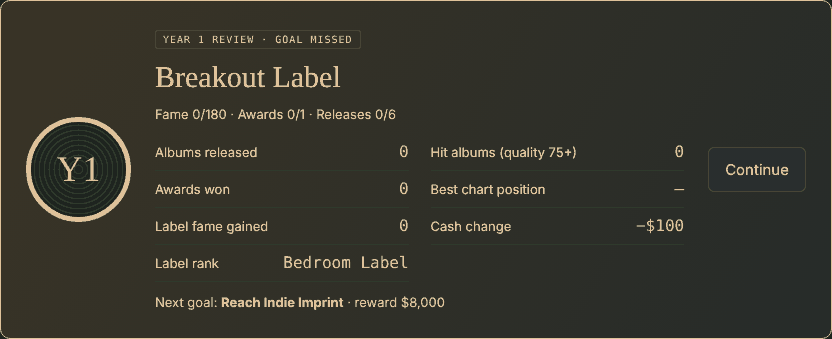 YEAR 1 REVIEW · GOAL MISSED
Breakout Label
Fame 0/180 · Awards 0/1 · Releases 0/6
Y1
Albums released 0
Hit albums (quality 75+) 0
Awards won 0
Best chart position –
Label fame gained 0
Cash change −$100
Label rank Bedroom Label
Next goal: Reach Indie Imprint · reward $8,000
Continue